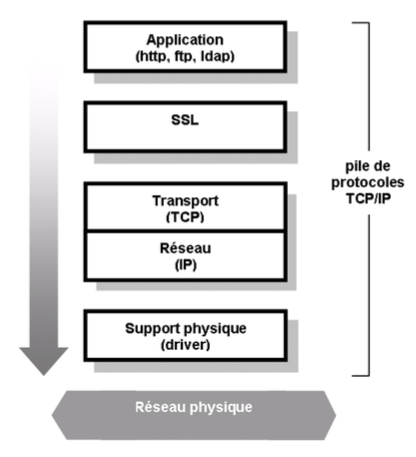 Application
(http, ftp, ldap)
SSL
Transport
(TCP)
Réseau
(IP)
Support physique
(driver)
Réseau physique
pile de
protocoles
TCP/IP